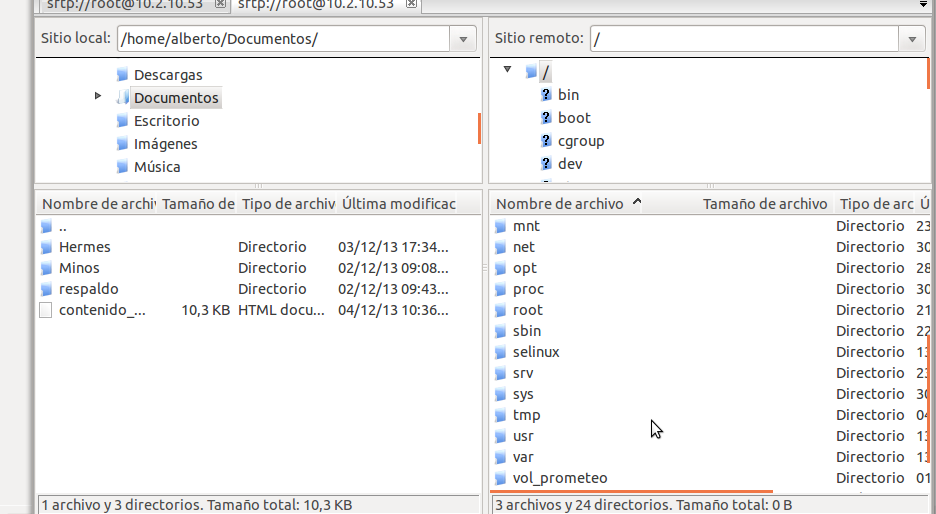 sftp://root@10.2.10.53 sftp://root@10.2.10.53
Sitio local: /home/alberto/Documentos/
Descargas
Documentos
Escritorio
Imágenes
Música
Nombre de archiv Tamaño de Tipo de archiv Última modificac
..
Hermes Directorio 03/12/13 17:34...
Minos Directorio 02/12/13 09:08...
respaldo Directorio 02/12/13 09:43...
contenido_... 10,3 KB HTML docu... 04/12/13 10:36...
1 archivo y 3 directorios. Tamaño total: 10,3 KB
Sitio remoto: /
/
? bin
? boot
? cgroup
? dev
Nombre de archivo Tamaño de archivo Tipo de arc Ú
mnt Directorio 23
net Directorio 30
opt Directorio 28
proc Directorio 30
root Directorio 21
sbin Directorio 22
selinux Directorio 13
srv Directorio 23
sys Directorio 30
tmp Directorio 04
usr Directorio 13
var Directorio 13
vol_prometeo Directorio 01
3 archivos y 24 directorios. Tamaño total: 0 B